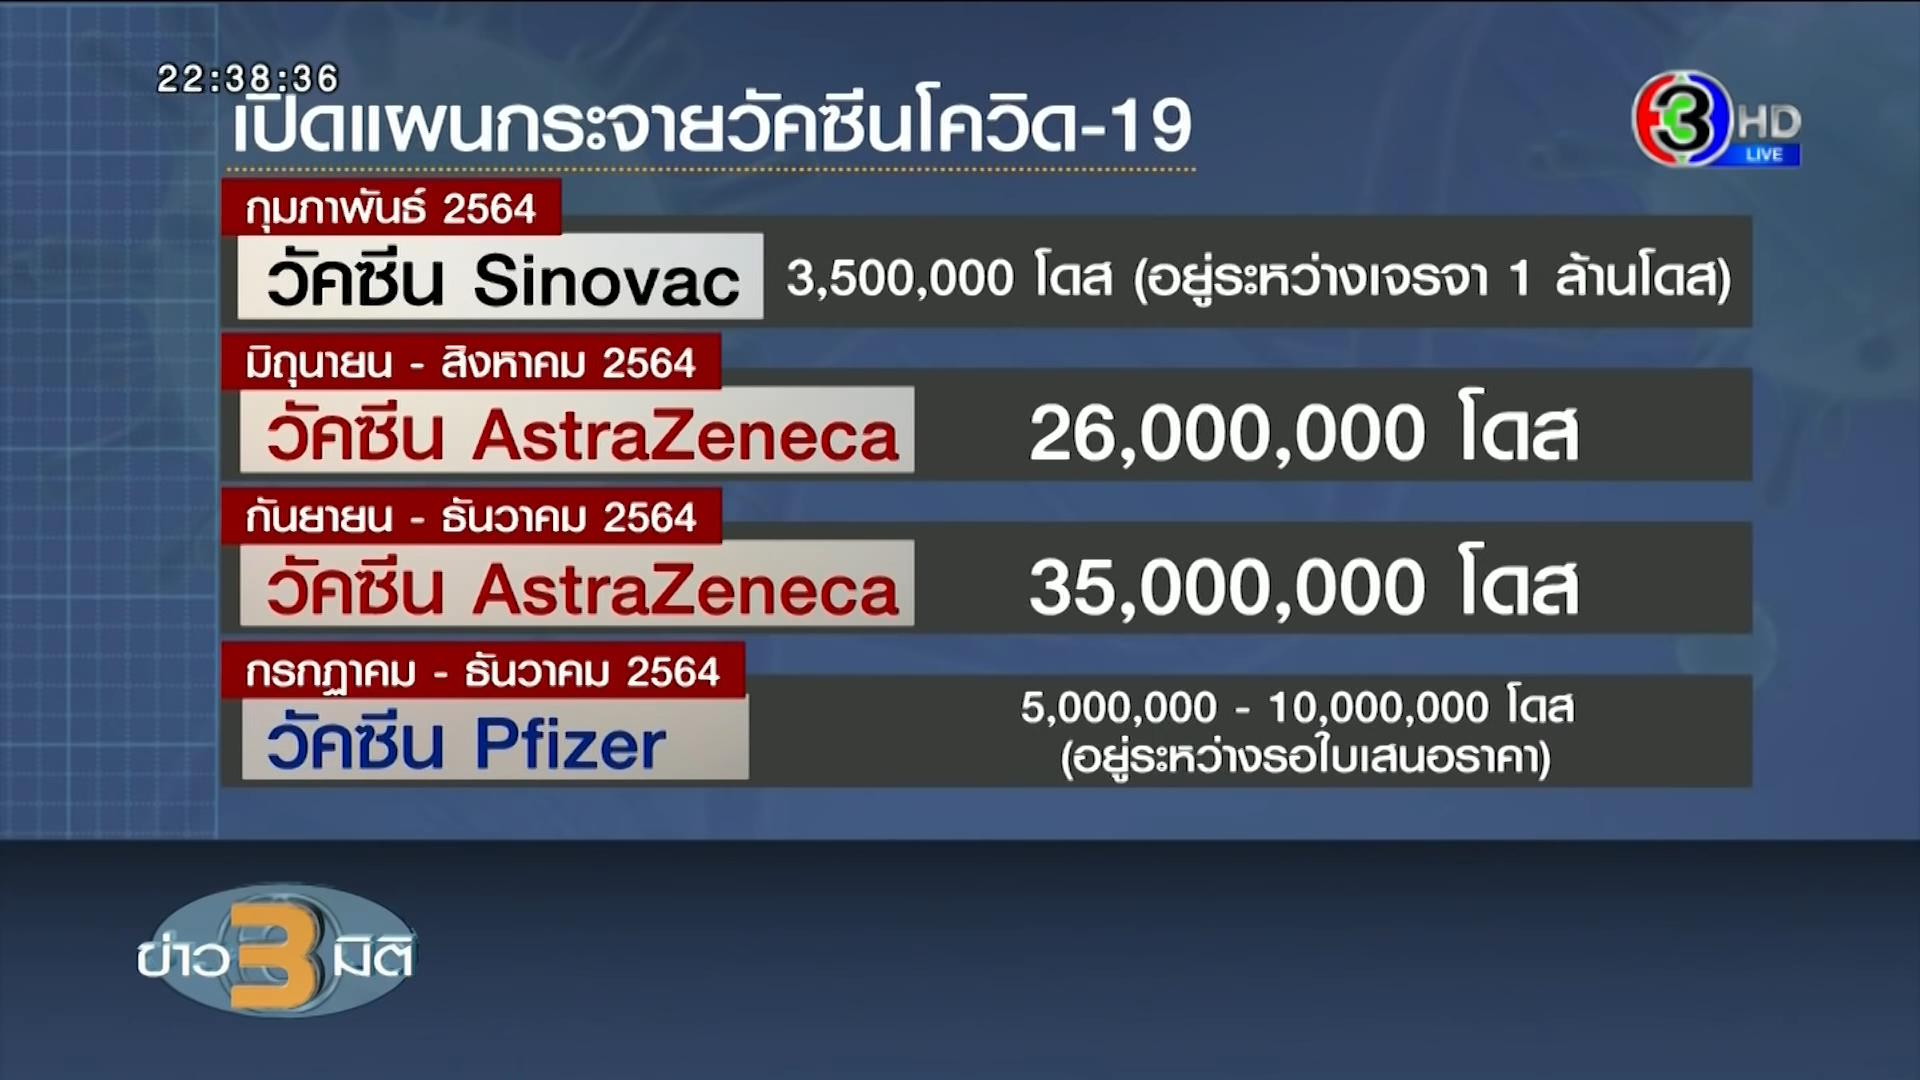 22:38:36
เปิดแผนกระจายวัคซีนโควิด-19
3 HD
LIVE
กุมภาพันธ์ 2564
วัคซีน Sinovac 3,500,000 โดส (อยู่ระหว่างเจรจา 1 ล้านโดส)
มิถุนายน - สิงหาคม 2564
วัคซีน AstraZeneca 26,000,000 โดส
กันยายน - ธันวาคม 2564
วัคซีน AstraZeneca 35,000,000 โดส
กรกฎาคม - ธันวาคม 2564
วัคซีน Pfizer 5,000,000 - 10,000,000 โดส
(อยู่ระหว่างรอใบเสนอราคา)
ข่าว 3 มิติ